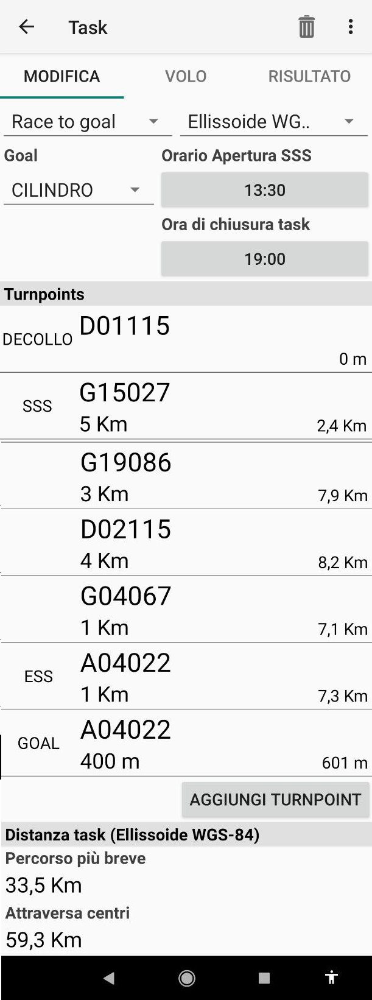 Task
MODIFICA VOLO RISULTATO
Race to goal Ellissoide WG..
Goal Orario Apertura SSS
CILINDRO 13:30
Ora di chiusura task
19:00
Turnpoints
D01115
DECOLLO
0 m
G15027
SSS
5 Km 2,4 Km
G19086
3 Km 7,9 Km
D02115
4 Km 8,2 Km
G04067
1 Km 7,1 Km
A04022
ESS
1 Km 7,3 Km
A04022
GOAL
400 m 601 m
AGGIUNGI TURNPOINT
Distanza task (Ellissoide WGS-84)
Percorso più breve
33,5 Km
Attraversa centri
59,3 Km